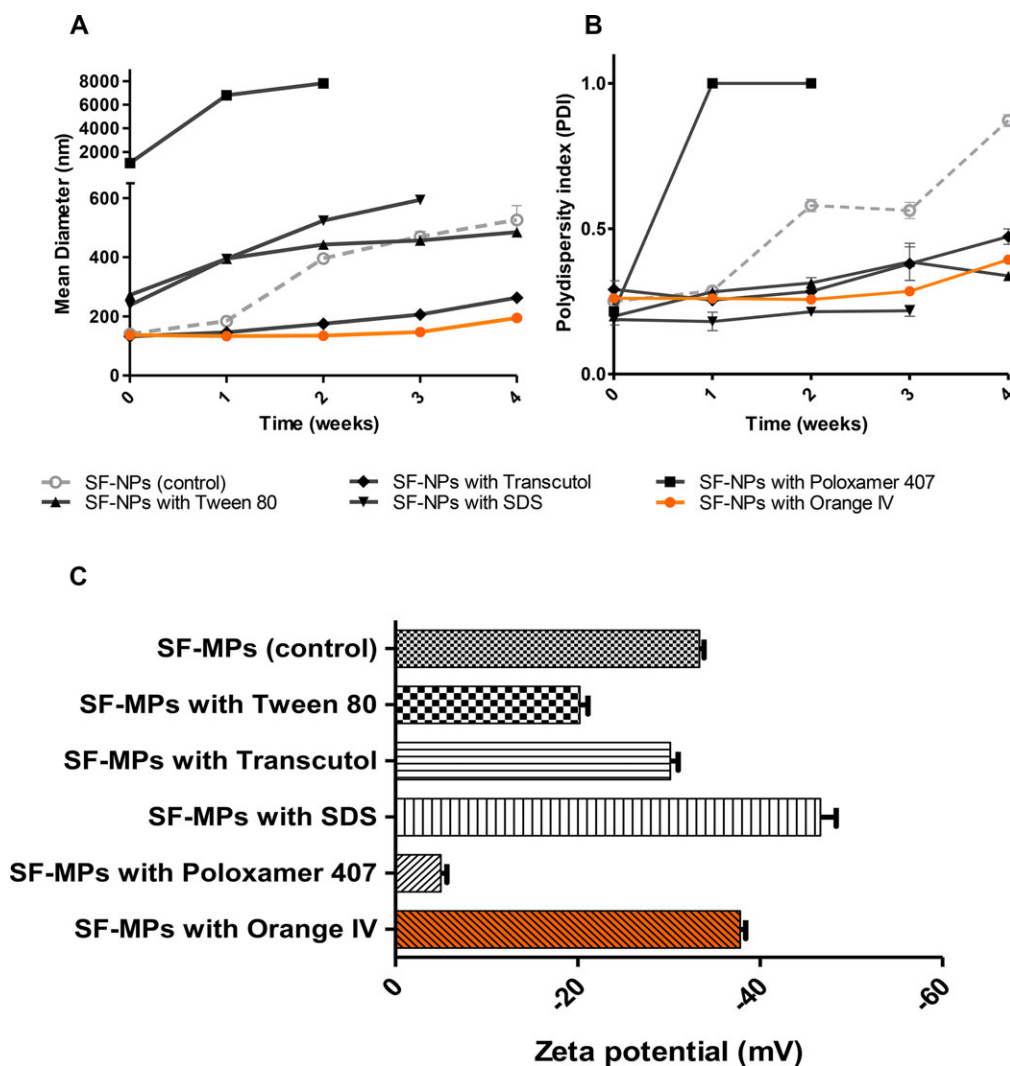 A
B
8000
6000
4000
2000
600
400
200
0
Mean Diameter (nm)
0 1 2 3 4
Time (weeks)
1.0
0.5
0.0
Polydispersity index (PDI)
0 1 2 3 4
Time (weeks)
SF-NPs (control)
SF-NPs with Transcutol
SF-NPs with Poloxamer 407
SF-NPs with Tween 80
SF-NPs with SDS
SF-NPs with Orange IV
C
SF-MPs (control)
SF-MPs with Tween 80
SF-MPs with Transcutol
SF-MPs with SDS
SF-MPs with Poloxamer 407
SF-MPs with Orange IV
0 -20 -40 -60
Zeta potential (mV)